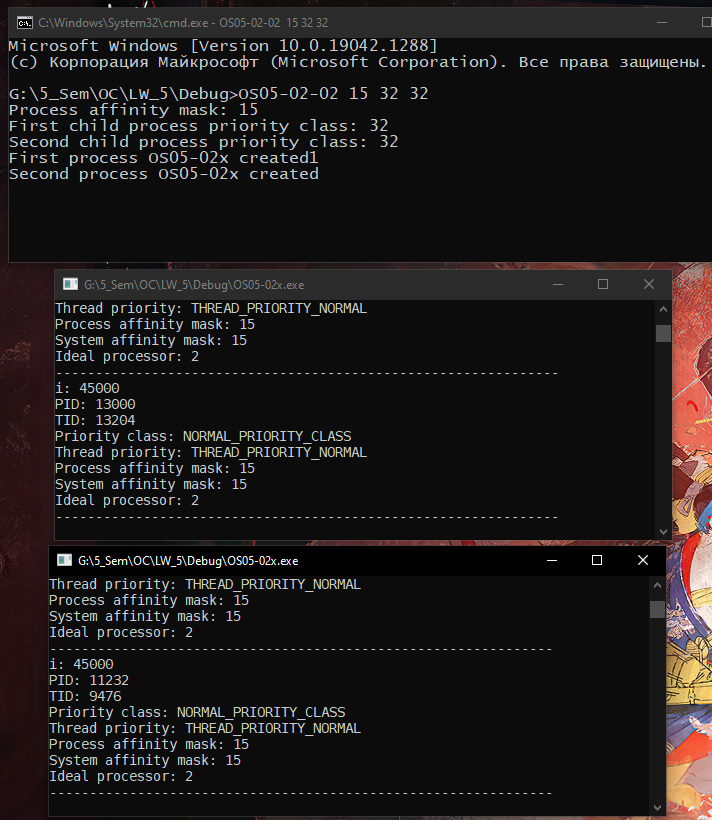 C:\Windows\System32\cmd.exe - OS05-02-02  15 32 32
Microsoft Windows [Version 10.0.19042.1288]
(c) Корпорация Майкрософт (Microsoft Corporation). Все права защищены.
G:\5_Sem\OC\LW_5\Debug>OS05-02-02 15 32 32
Process affinity mask: 15
First child process priority class: 32
Second child process priority class: 32
First process OS05-02x created1
Second process OS05-02x created
G:\5_Sem\OC\LW_5\Debug\OS05-02x.exe
Thread priority: THREAD_PRIORITY_NORMAL
Process affinity mask: 15
System affinity mask: 15
Ideal processor: 2
---------------------------------------------------------------
i: 45000
PID: 13000
TID: 13204
Priority class: NORMAL_PRIORITY_CLASS
Thread priority: THREAD_PRIORITY_NORMAL
Process affinity mask: 15
System affinity mask: 15
Ideal processor: 2
---------------------------------------------------------------
G:\5_Sem\OC\LW_5\Debug\OS05-02x.exe
Thread priority: THREAD_PRIORITY_NORMAL
Process affinity mask: 15
System affinity mask: 15
Ideal processor: 2
---------------------------------------------------------------
i: 45000
PID: 11232
TID: 9476
Priority class: NORMAL_PRIORITY_CLASS
Thread priority: THREAD_PRIORITY_NORMAL
Process affinity mask: 15
System affinity mask: 15
Ideal processor: 2
---------------------------------------------------------------